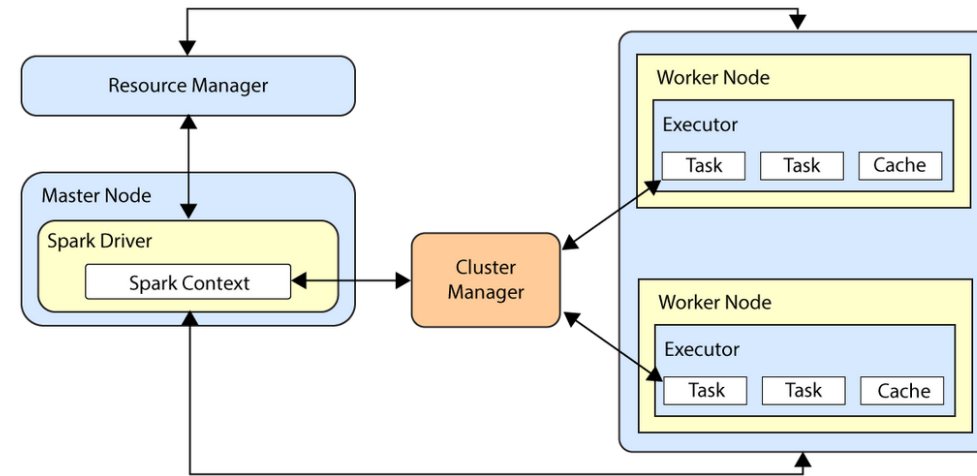 Resource Manager
Master Node
Spark Driver
Spark Context
Cluster
Manager
Worker Node
Executor
Task Task Cache
Worker Node
Executor
Task Task Cache